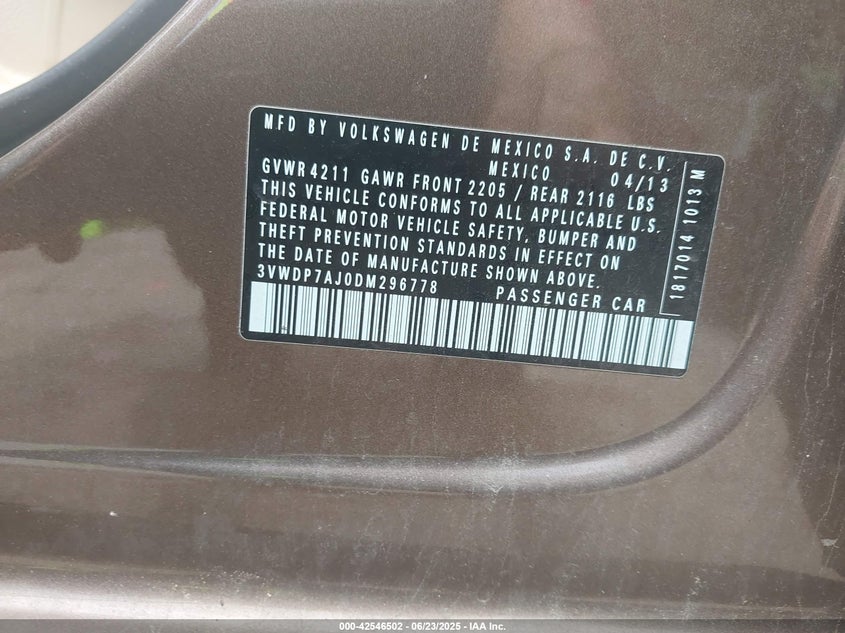 MFD BY VOLKSWAGEN DE MEXICO S.A. DE C.V.
MEXICO 04/13
GVWR 4211 GAWR FRONT 2205 / REAR 2116 LBS
THIS VEHICLE CONFORMS TO ALL APPLICABLE U.S.
FEDERAL MOTOR VEHICLE SAFETY, BUMPER AND
THEFT PREVENTION STANDARDS IN EFFECT ON
THE DATE OF MANUFACTURE SHOWN ABOVE.
3VWDP7AJ0DM296778 PASSENGER CAR
1817014 1013 M
000-42546502 - 06/23/2025 - IAA Inc.